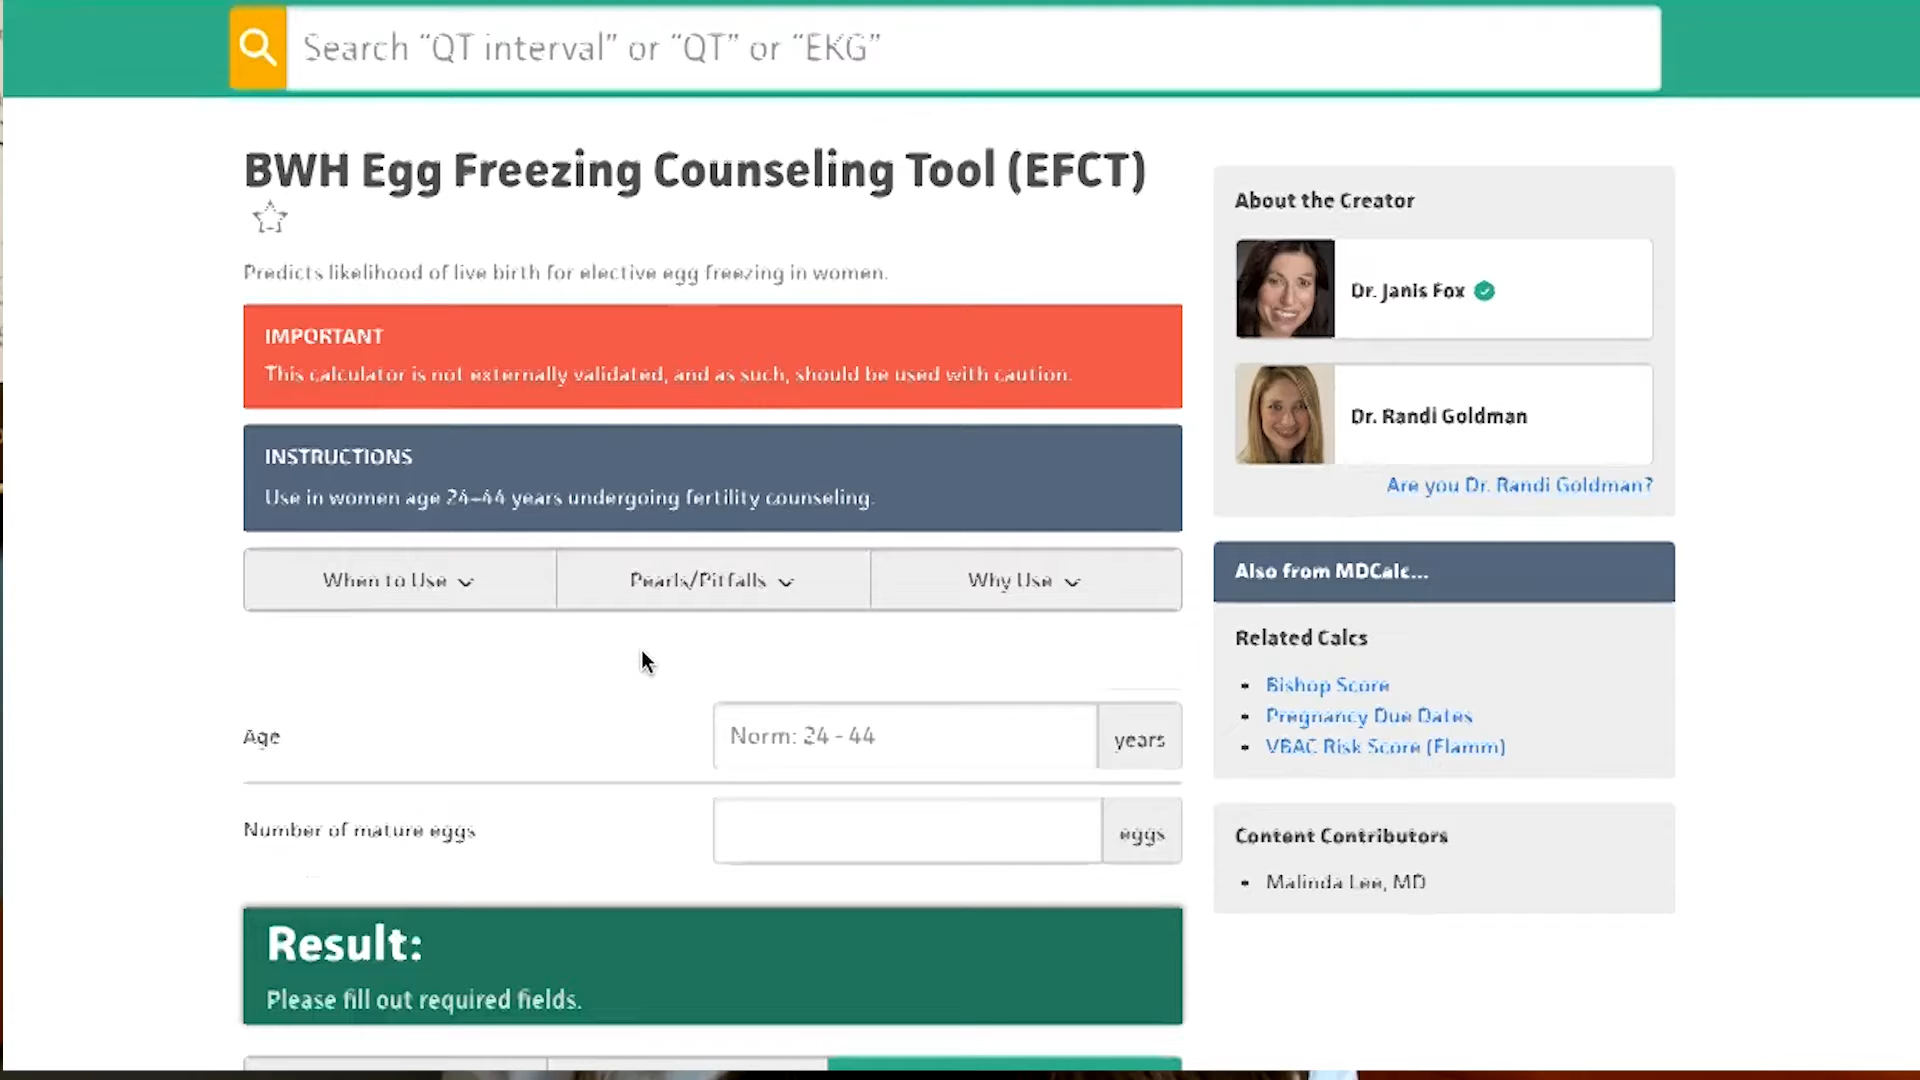 Search “QT interval” or “QT” or “EKG”
BWH Egg Freezing Counseling Tool (EFCT)
Predicts likelihood of live birth for elective egg freezing in women.
IMPORTANT
This calculator is not externally validated, and as such, should be used with caution.
INSTRUCTIONS
Use in women age 24–44 years undergoing fertility counseling.
When to Use
Pearls/Pitfalls
Why Use
Age
Norm: 24 - 44
years
Number of mature eggs
eggs
Result:
Please fill out required fields.
About the Creator
Dr. Janis Fox
Dr. Randi Goldman
Are you Dr. Randi Goldman?
Also from MDCalc...
Related Calcs
Bishop Score
Pregnancy Due Dates
VBAC Risk Score (Flamm)
Content Contributors
Malinda Lee, MD